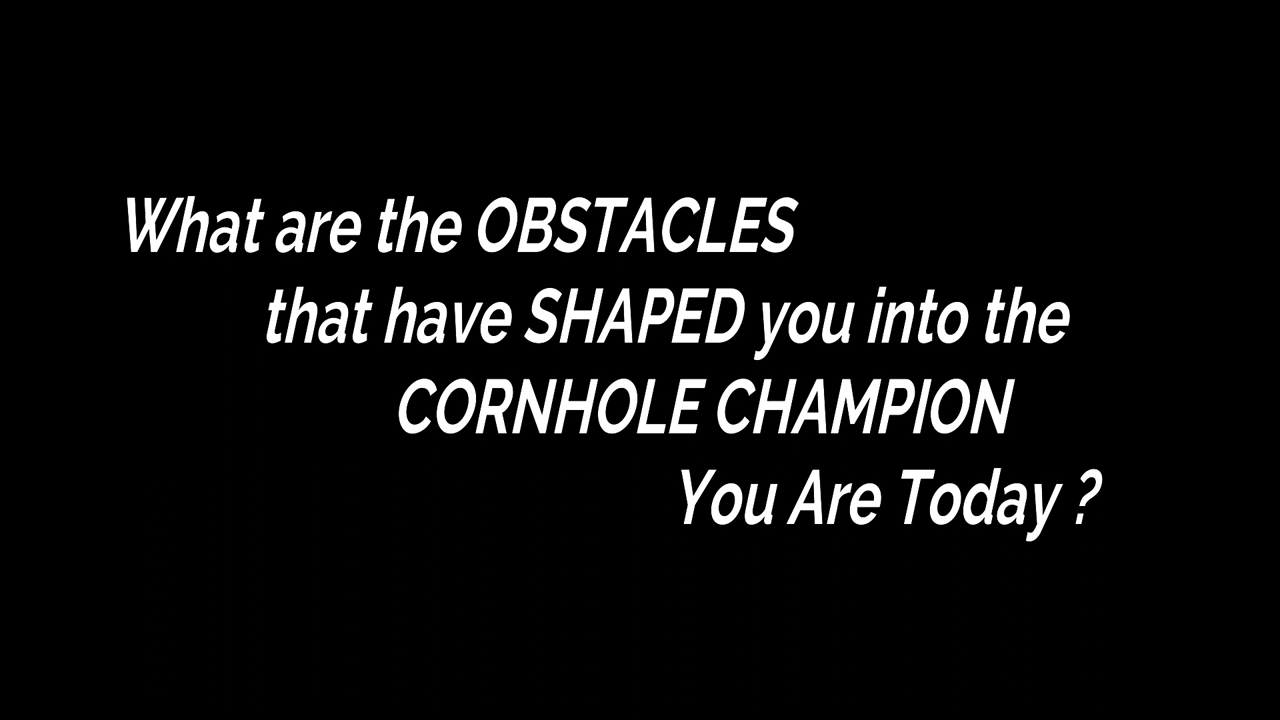 What are the OBSTACLES
that have SHAPED you into the
CORNHOLE CHAMPION
You Are Today ?